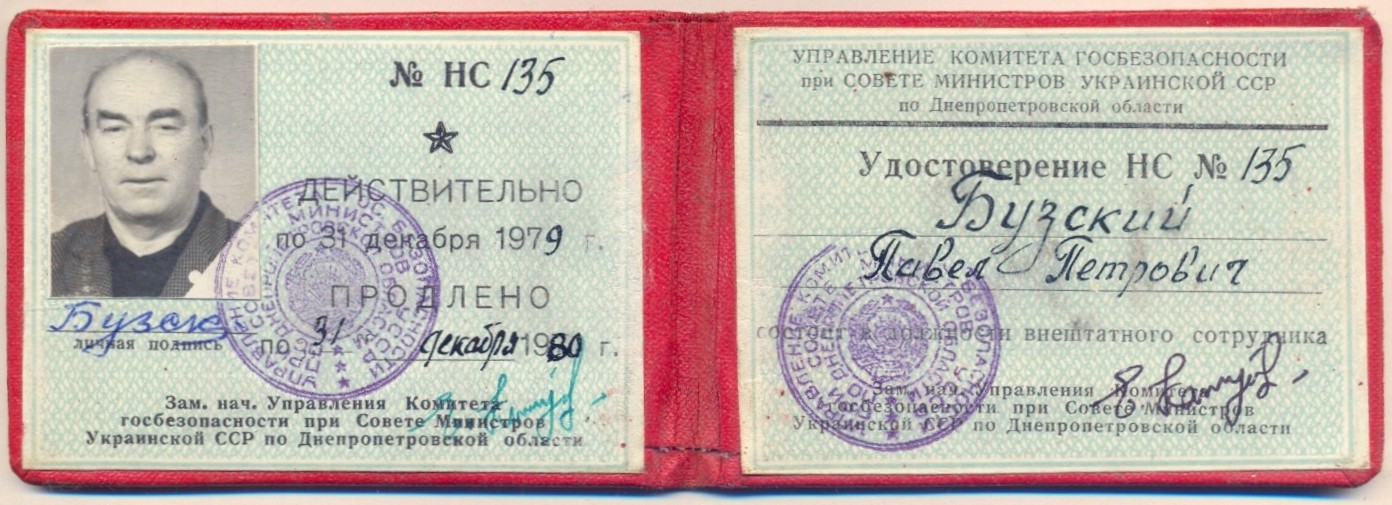 № НС 135
ДЕЙСТВИТЕЛЬНО
по 31 декабря 1979 г.
ПРОДЛЕНО
по 31 декабря 1980 г.
личная подпись
Зам. нач. Управления Комитета
госбезопасности при Совете Министров
Украинской ССР по Днепропетровской области
УПРАВЛЕНИЕ КОМИТЕТА ГОСБЕЗОПАСНОСТИ
при СОВЕТЕ МИНИСТРОВ УКРАИНСКОЙ ССР
по Днепропетровской области
Удостоверение НС № 135
Бузский
Павел Петрович
состоит в должности внештатного сотрудника
Зам. нач. Управления Комитета
госбезопасности при Совете Министров
Украинской ССР по Днепропетровской области